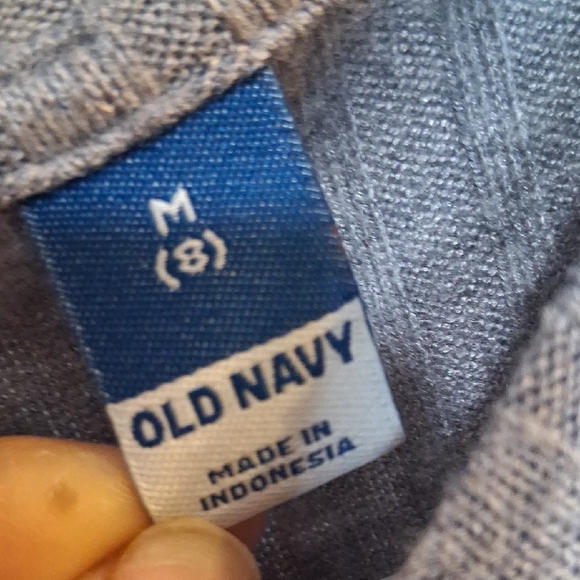 M
(8)
OLD NAVY
MADE IN
INDONESIA